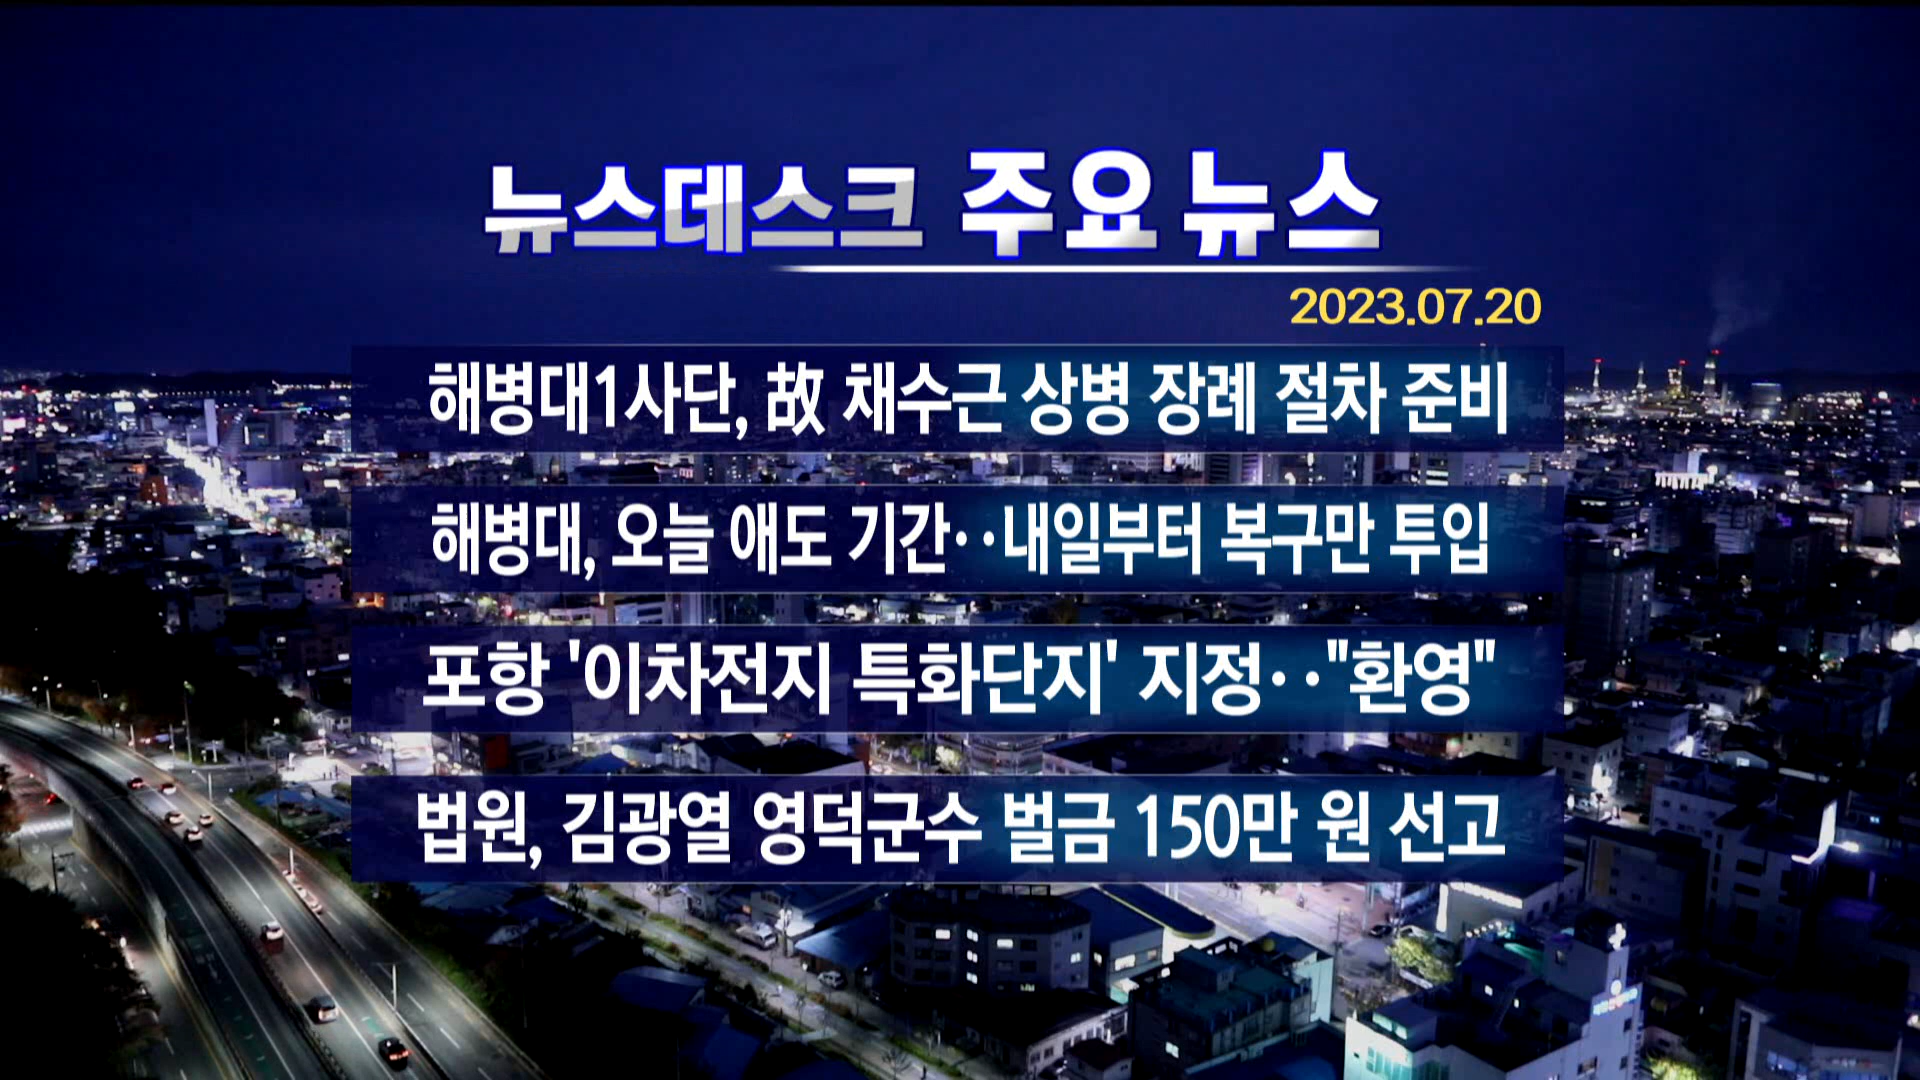 뉴스데스크 주요뉴스
2023.07.20
해병대1사단, 故 채수근 상병 장례 절차 준비
해병대, 오늘 애도 기간‥내일부터 복구만 투입
포항 '이차전지 특화단지' 지정‥"환영"
법원, 김광열 영덕군수 벌금 150만 원 선고